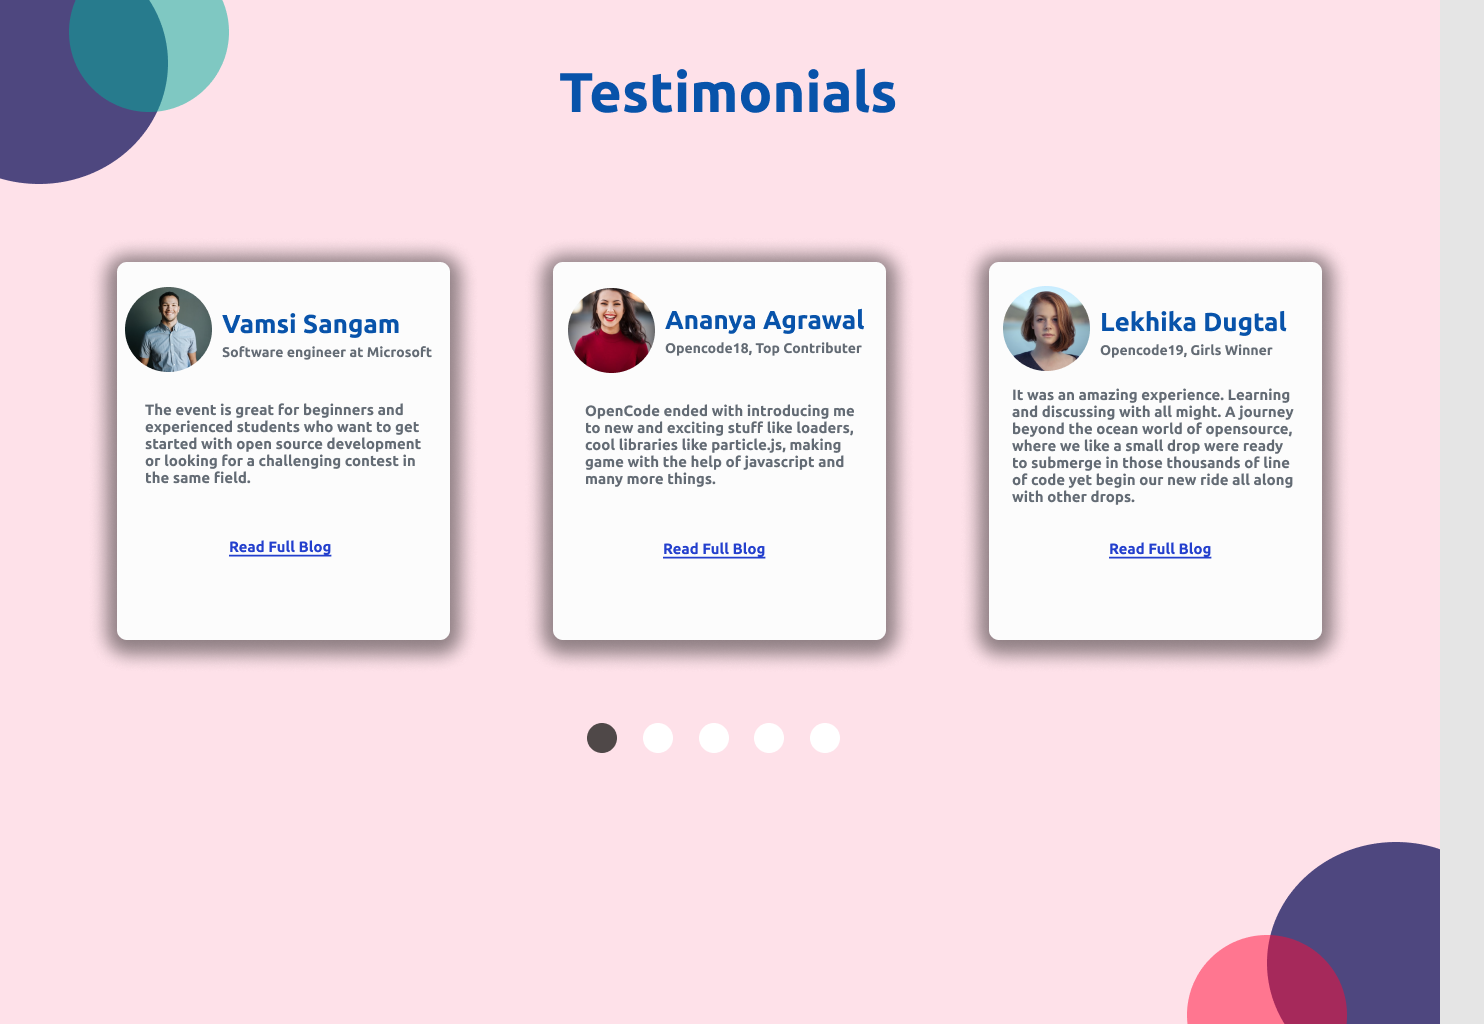 Testimonials
Vamsi Sangam
Software engineer at Microsoft
The event is great for beginners and
experienced students who want to get
started with open source development
or looking for a challenging contest in
the same field.
Read Full Blog
Ananya Agrawal
Opencode18, Top Contributer
OpenCode ended with introducing me
to new and exciting stuff like loaders,
cool libraries like particle.js, making
game with the help of javascript and
many more things.
Read Full Blog
Lekhika Dugtal
Opencode19, Girls Winner
It was an amazing experience. Learning
and discussing with all might. A journey
beyond the ocean world of opensource,
where we like a small drop were ready
to submerge in those thousands of line
of code yet begin our new ride all along
with other drops.
Read Full Blog